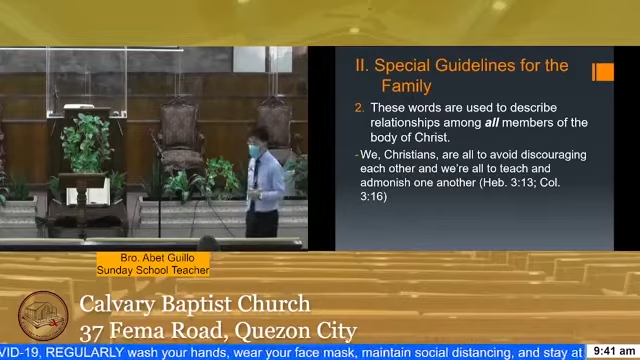 II. Special Guidelines for the
Family
2. These words are used to describe
relationships among all members of the
body of Christ.
-We, Christians, are all to avoid discouraging
each other and we're all to teach and
admonish one another (Heb. 3:13; Col.
3:16)
Bro. Abet Guillo
Sunday School Teacher
Calvary Baptist Church
37 Fema Road, Quezon City
VID-19, REGULARLY wash your hands, wear your face mask, maintain social distancing, and stay at
9:41 am